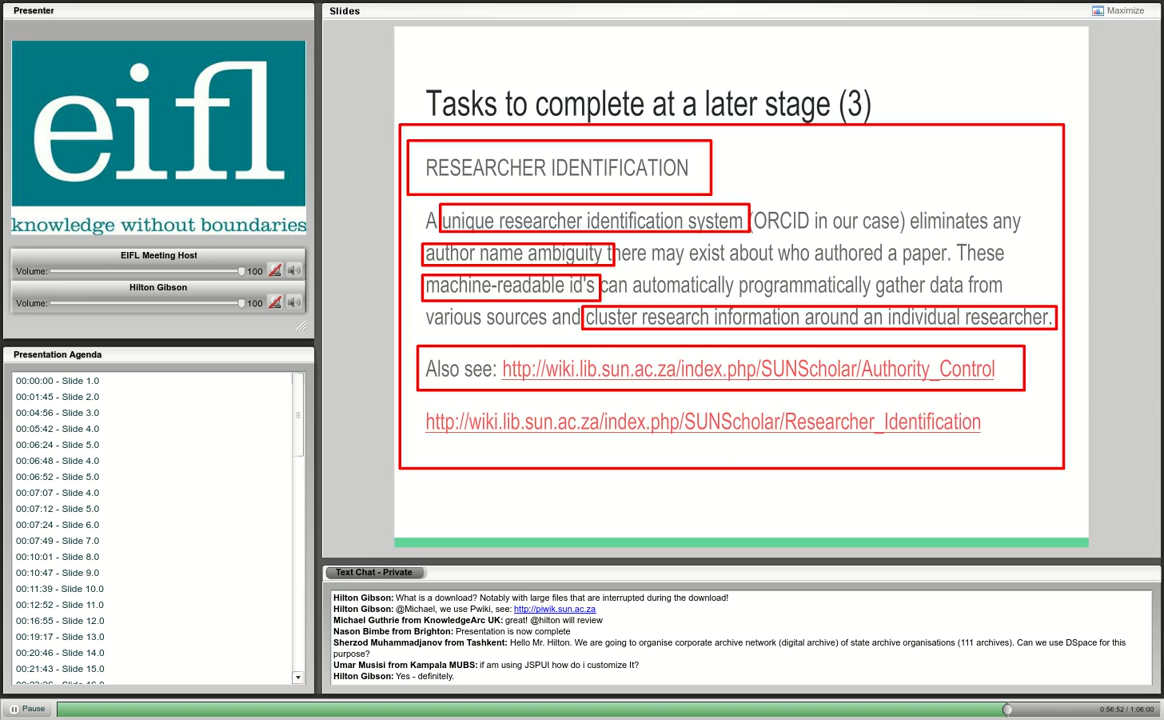 Presenter
eifl
knowledge without boundaries
EIFL Meeting Host
Volume: 100
Hilton Gibson
Volume: 100
Presentation Agenda
00:00:00 - Slide 1.0
00:01:45 - Slide 2.0
00:04:56 - Slide 3.0
00:05:42 - Slide 4.0
00:06:24 - Slide 5.0
00:06:48 - Slide 4.0
00:06:52 - Slide 5.0
00:07:07 - Slide 4.0
00:07:12 - Slide 5.0
00:07:24 - Slide 6.0
00:07:49 - Slide 7.0
00:10:01 - Slide 8.0
00:10:47 - Slide 9.0
00:11:39 - Slide 10.0
00:12:52 - Slide 11.0
00:16:55 - Slide 12.0
00:19:17 - Slide 13.0
00:20:46 - Slide 14.0
00:21:43 - Slide 15.0
Slides
Maximize
Tasks to complete at a later stage (3)
RESEARCHER IDENTIFICATION
A unique researcher identification system (ORCID in our case) eliminates any
author name ambiguity there may exist about who authored a paper. These
machine-readable id's can automatically programmatically gather data from
various sources and cluster research information around an individual researcher.
Also see: http://wiki.lib.sun.ac.za/index.php/SUNScholar/Authority_Control
http://wiki.lib.sun.ac.za/index.php/SUNScholar/Researcher_Identification
Text Chat - Private
Hilton Gibson: What is a download? Notably with large files that are interrupted during the download!
Hilton Gibson: @Michael, we use Pwiki, see: http://piwik.sun.ac.za
Michael Guthrie from KnowledgeArc UK: great! @hilton will review
Nason Bimbe from Brighton: Presentation is now complete
Sherzod Muhammadjanov from Tashkent: Hello Mr. Hilton. We are going to organise corporate archive network (digital archive) of state archive organisations (111 archives). Can we use DSpace for this
purpose?
Umar Musisi from Kampala MUBS: if am using JSPUI how do i customize It?
Hilton Gibson: Yes - definitely.
Pause
0:56:52 / 1:06:00